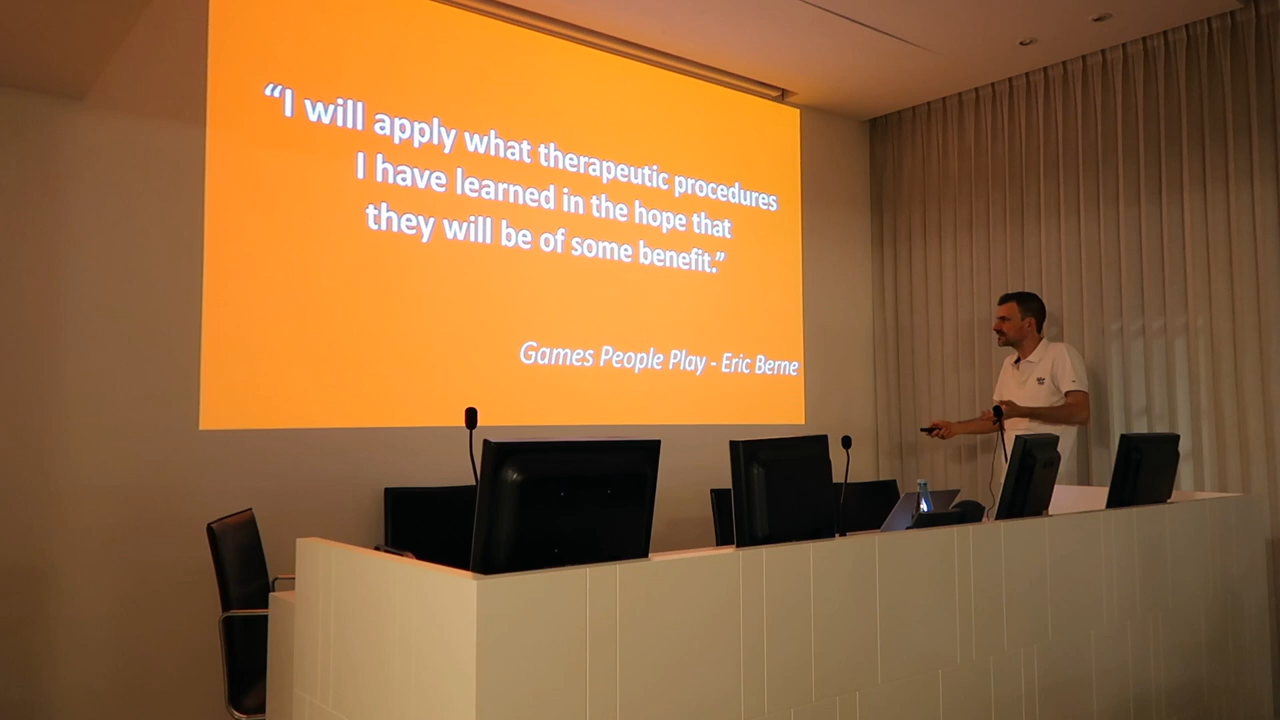 “I will apply what therapeutic procedures
I have learned in the hope that
they will be of some benefit.”
Games People Play - Eric Berne